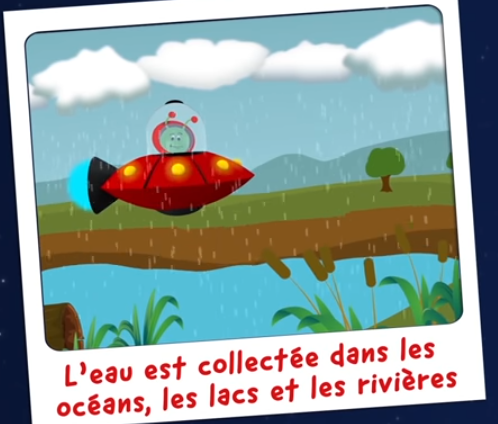 L'eau est collectée dans les
océans, les lacs et les rivières